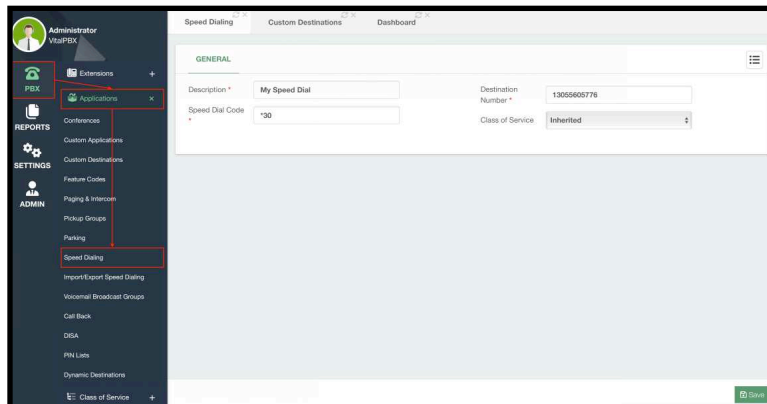 Administrator
VitalPBX
PBX
REPORTS
SETTINGS
ADMIN
Extensions +
Applications ×
Conferences
Custom Applications
Custom Destinations
Feature Codes
Paging & Intercom
Pickup Groups
Parking
Speed Dialing
Import/Export Speed Dialing
Voicemail Broadcast Groups
Call Back
DISA
PIN Lists
Dynamic Destinations
Class of Service +
Speed Dialing
Custom Destinations
Dashboard
GENERAL
Description *
My Speed Dial
Speed Dial Code
*
*30
Destination
Number *
13055605776
Class of Service
Inherited
Save